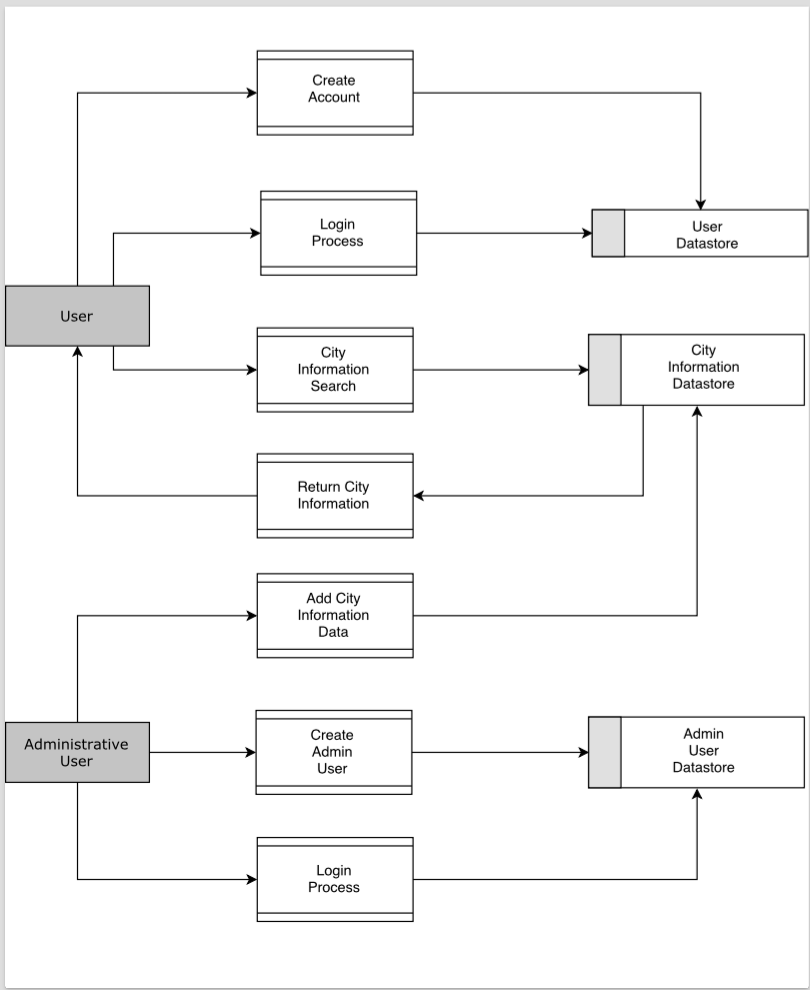 Create
Account
Login
Process
User
Datastore
User
City
Information
Search
City
Information
Datastore
Return City
Information
Add City
Information
Data
Administrative
User
Create
Admin
User
Admin
User
Datastore
Login
Process